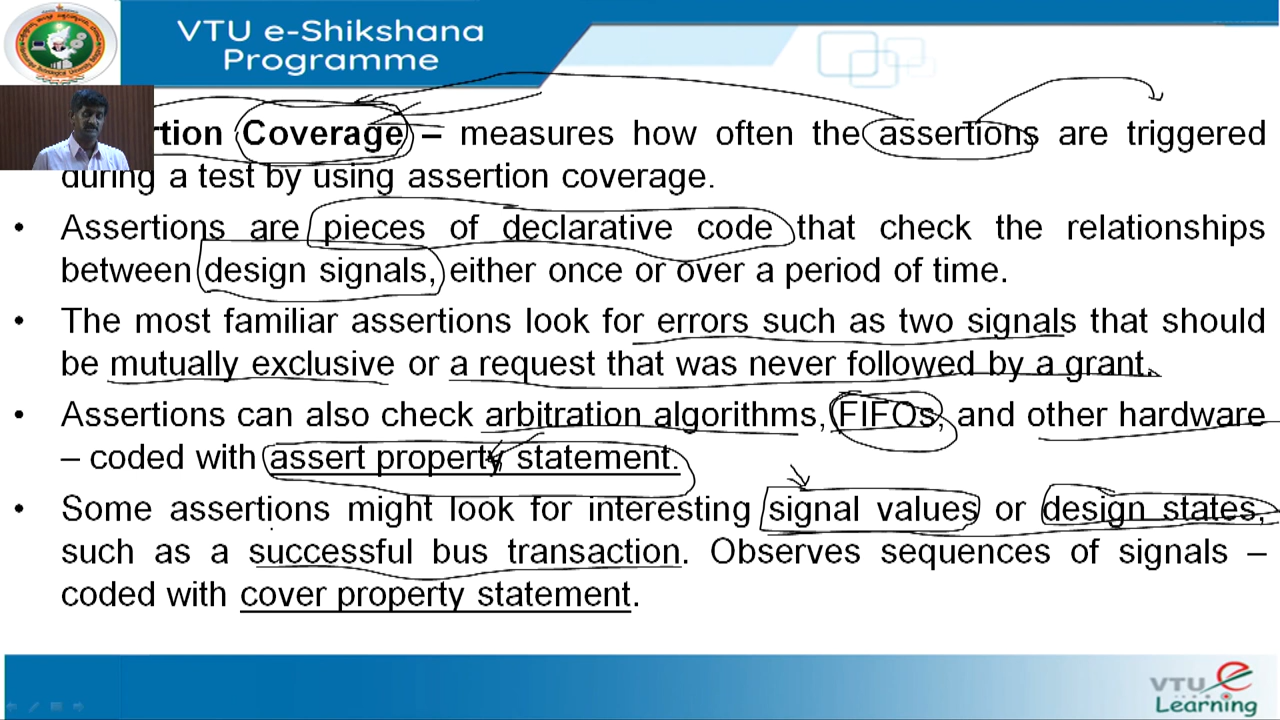 VTU e-Shikshana
Programme
rtion Coverage – measures how often the assertions are triggered
during a test by using assertion coverage.
• Assertions are pieces of declarative code that check the relationships
between design signals, either once or over a period of time.
• The most familiar assertions look for errors such as two signals that should
be mutually exclusive or a request that was never followed by a grant.
• Assertions can also check arbitration algorithms, FIFOs, and other hardware
– coded with assert property statement.
• Some assertions might look for interesting signal values or design states,
such as a successful bus transaction. Observes sequences of signals –
coded with cover property statement.
VTU e
Learning